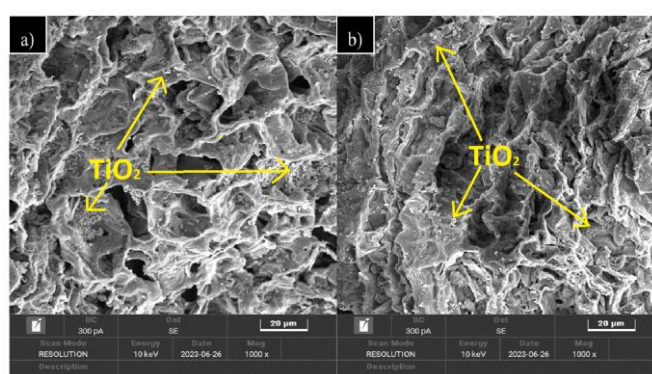 a)
TiO₂
BC
Det
300 pA
SE
20 µm
Scan Mode
Energy
Date
Mag
RESOLUTION
10 keV
2023-06-26
1000 x
Description
b)
TiO₂
BC
Det
300 pA
SE
20 µm
Scan Mode
Energy
Date
Mag
RESOLUTION
10 keV
2023-06-26
1000 x
Description